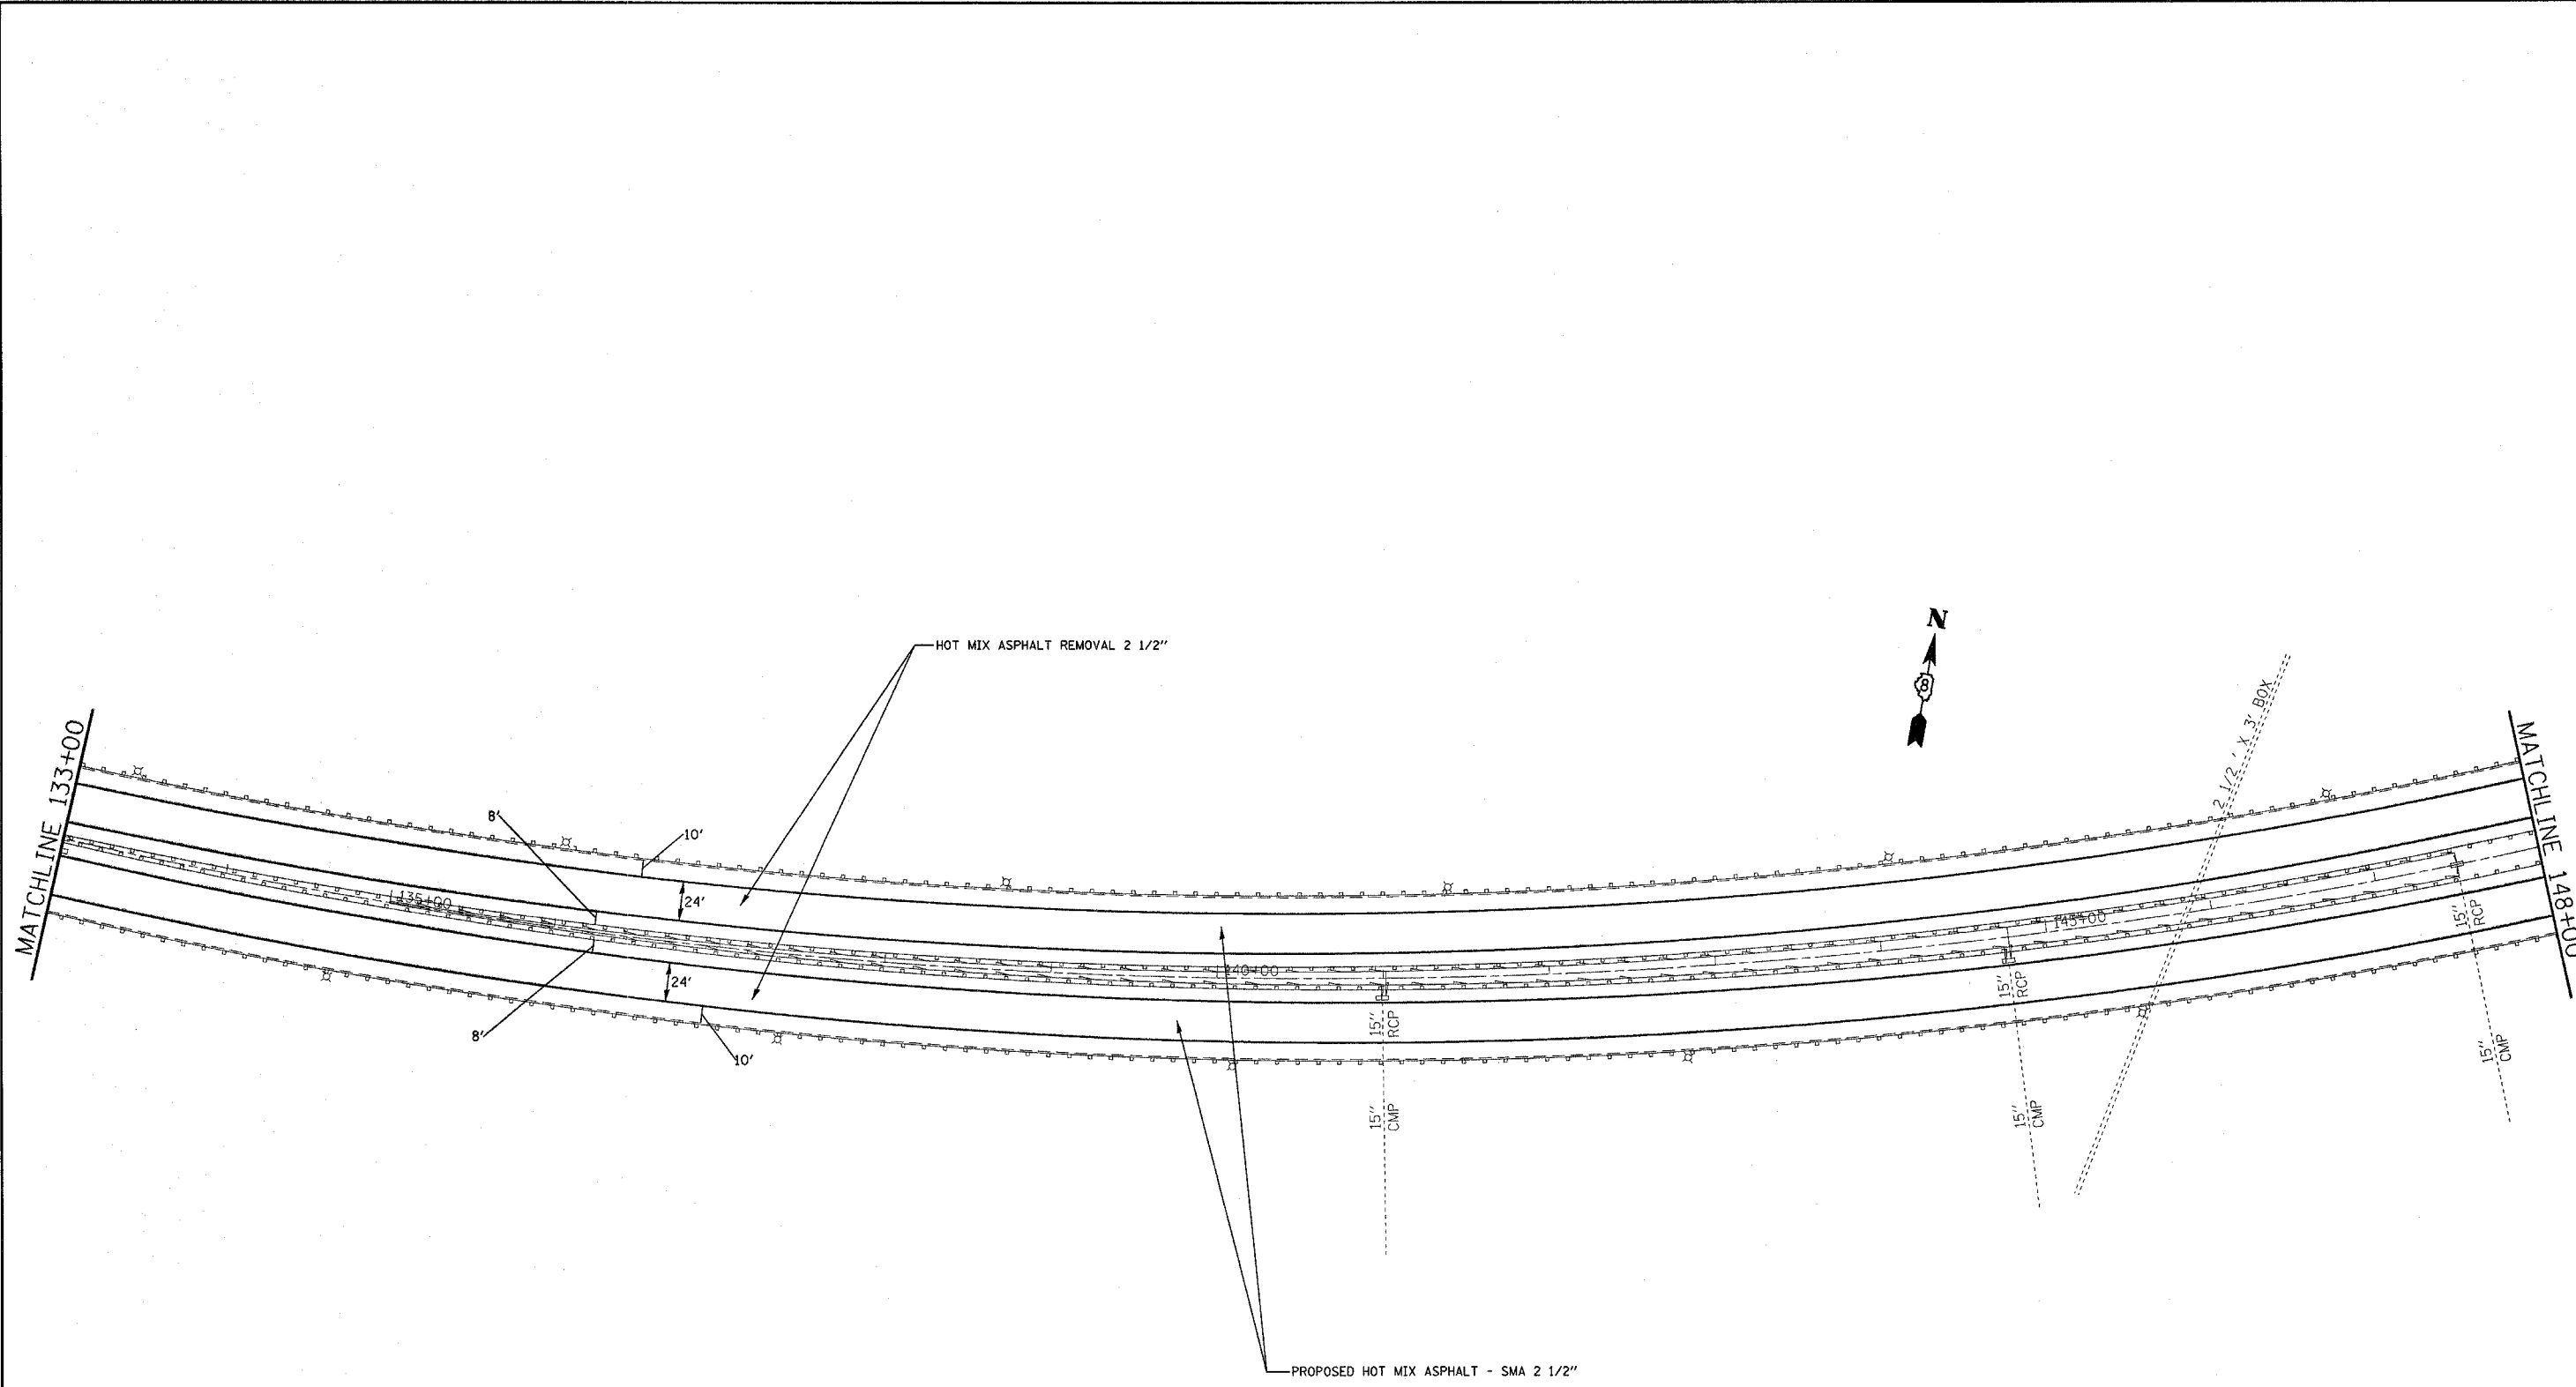 N
8
HOT MIX ASPHALT REMOVAL 2 1/2"
2 1/2 ' X 3' BOX
MATCHLINE 133+00
MATCHLINE 148+00
8'
10'
24'
135+00
140+00
145+00
24'
8'
10'
15"
RCP
15"
CMP
15"
RCP
15"
CMP
15"
RCP
15"
CMP
PROPOSED HOT MIX ASPHALT - SMA 2 1/2"